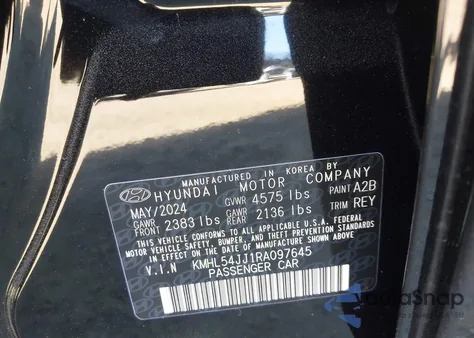 MANUFACTURED IN KOREA BY
HYUNDAI MOTOR COMPANY
MAY/2024 GVWR 4575 lbs PAINT A2B
GAWR FRONT 2383 lbs GAWR REAR 2136 lbs TRIM REY
THIS VEHICLE CONFORMS TO ALL APPLICABLE U.S.A. FEDERAL
MOTOR VEHICLE SAFETY, BUMPER, AND THEFT PREVENTION STANDARDS
IN EFFECT ON THE DATE OF MANUFACTURE SHOWN ABOVE.
V.I.N KMHL54JJ1RA097645
PASSENGER CAR